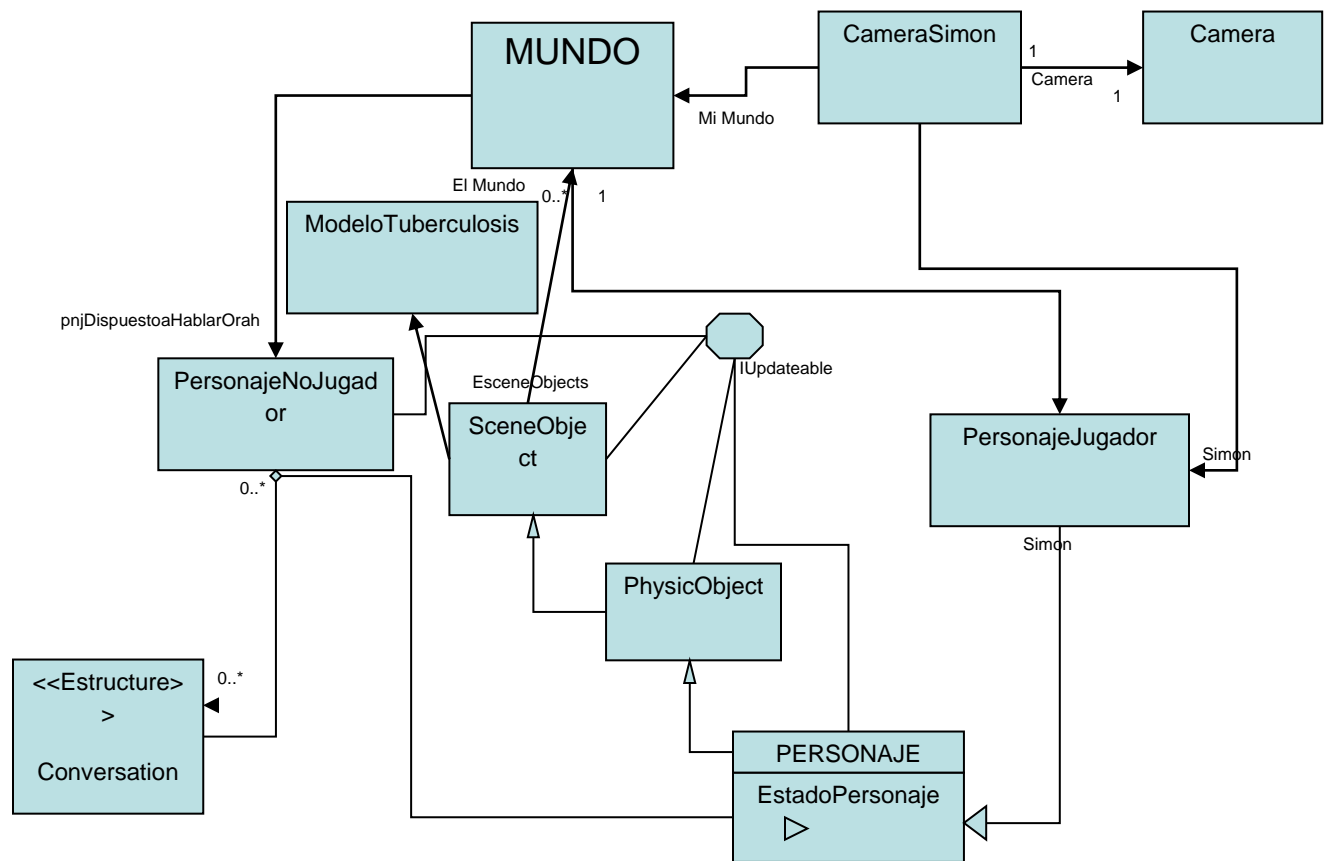 MUNDO
CameraSimon
Camera
1
Camera
1
Mi Mundo
El Mundo
0..*
1
ModeloTuberculosis
pnjDispuestoaHablarOrah
IUpdateable
PersonajeNoJugad
or
EsceneObjects
SceneObje
ct
PersonajeJugador
Simon
0..*
Simon
PhysicObject
<<Estructure>
>
Conversation
0..*
PERSONAJE
EstadoPersonaje